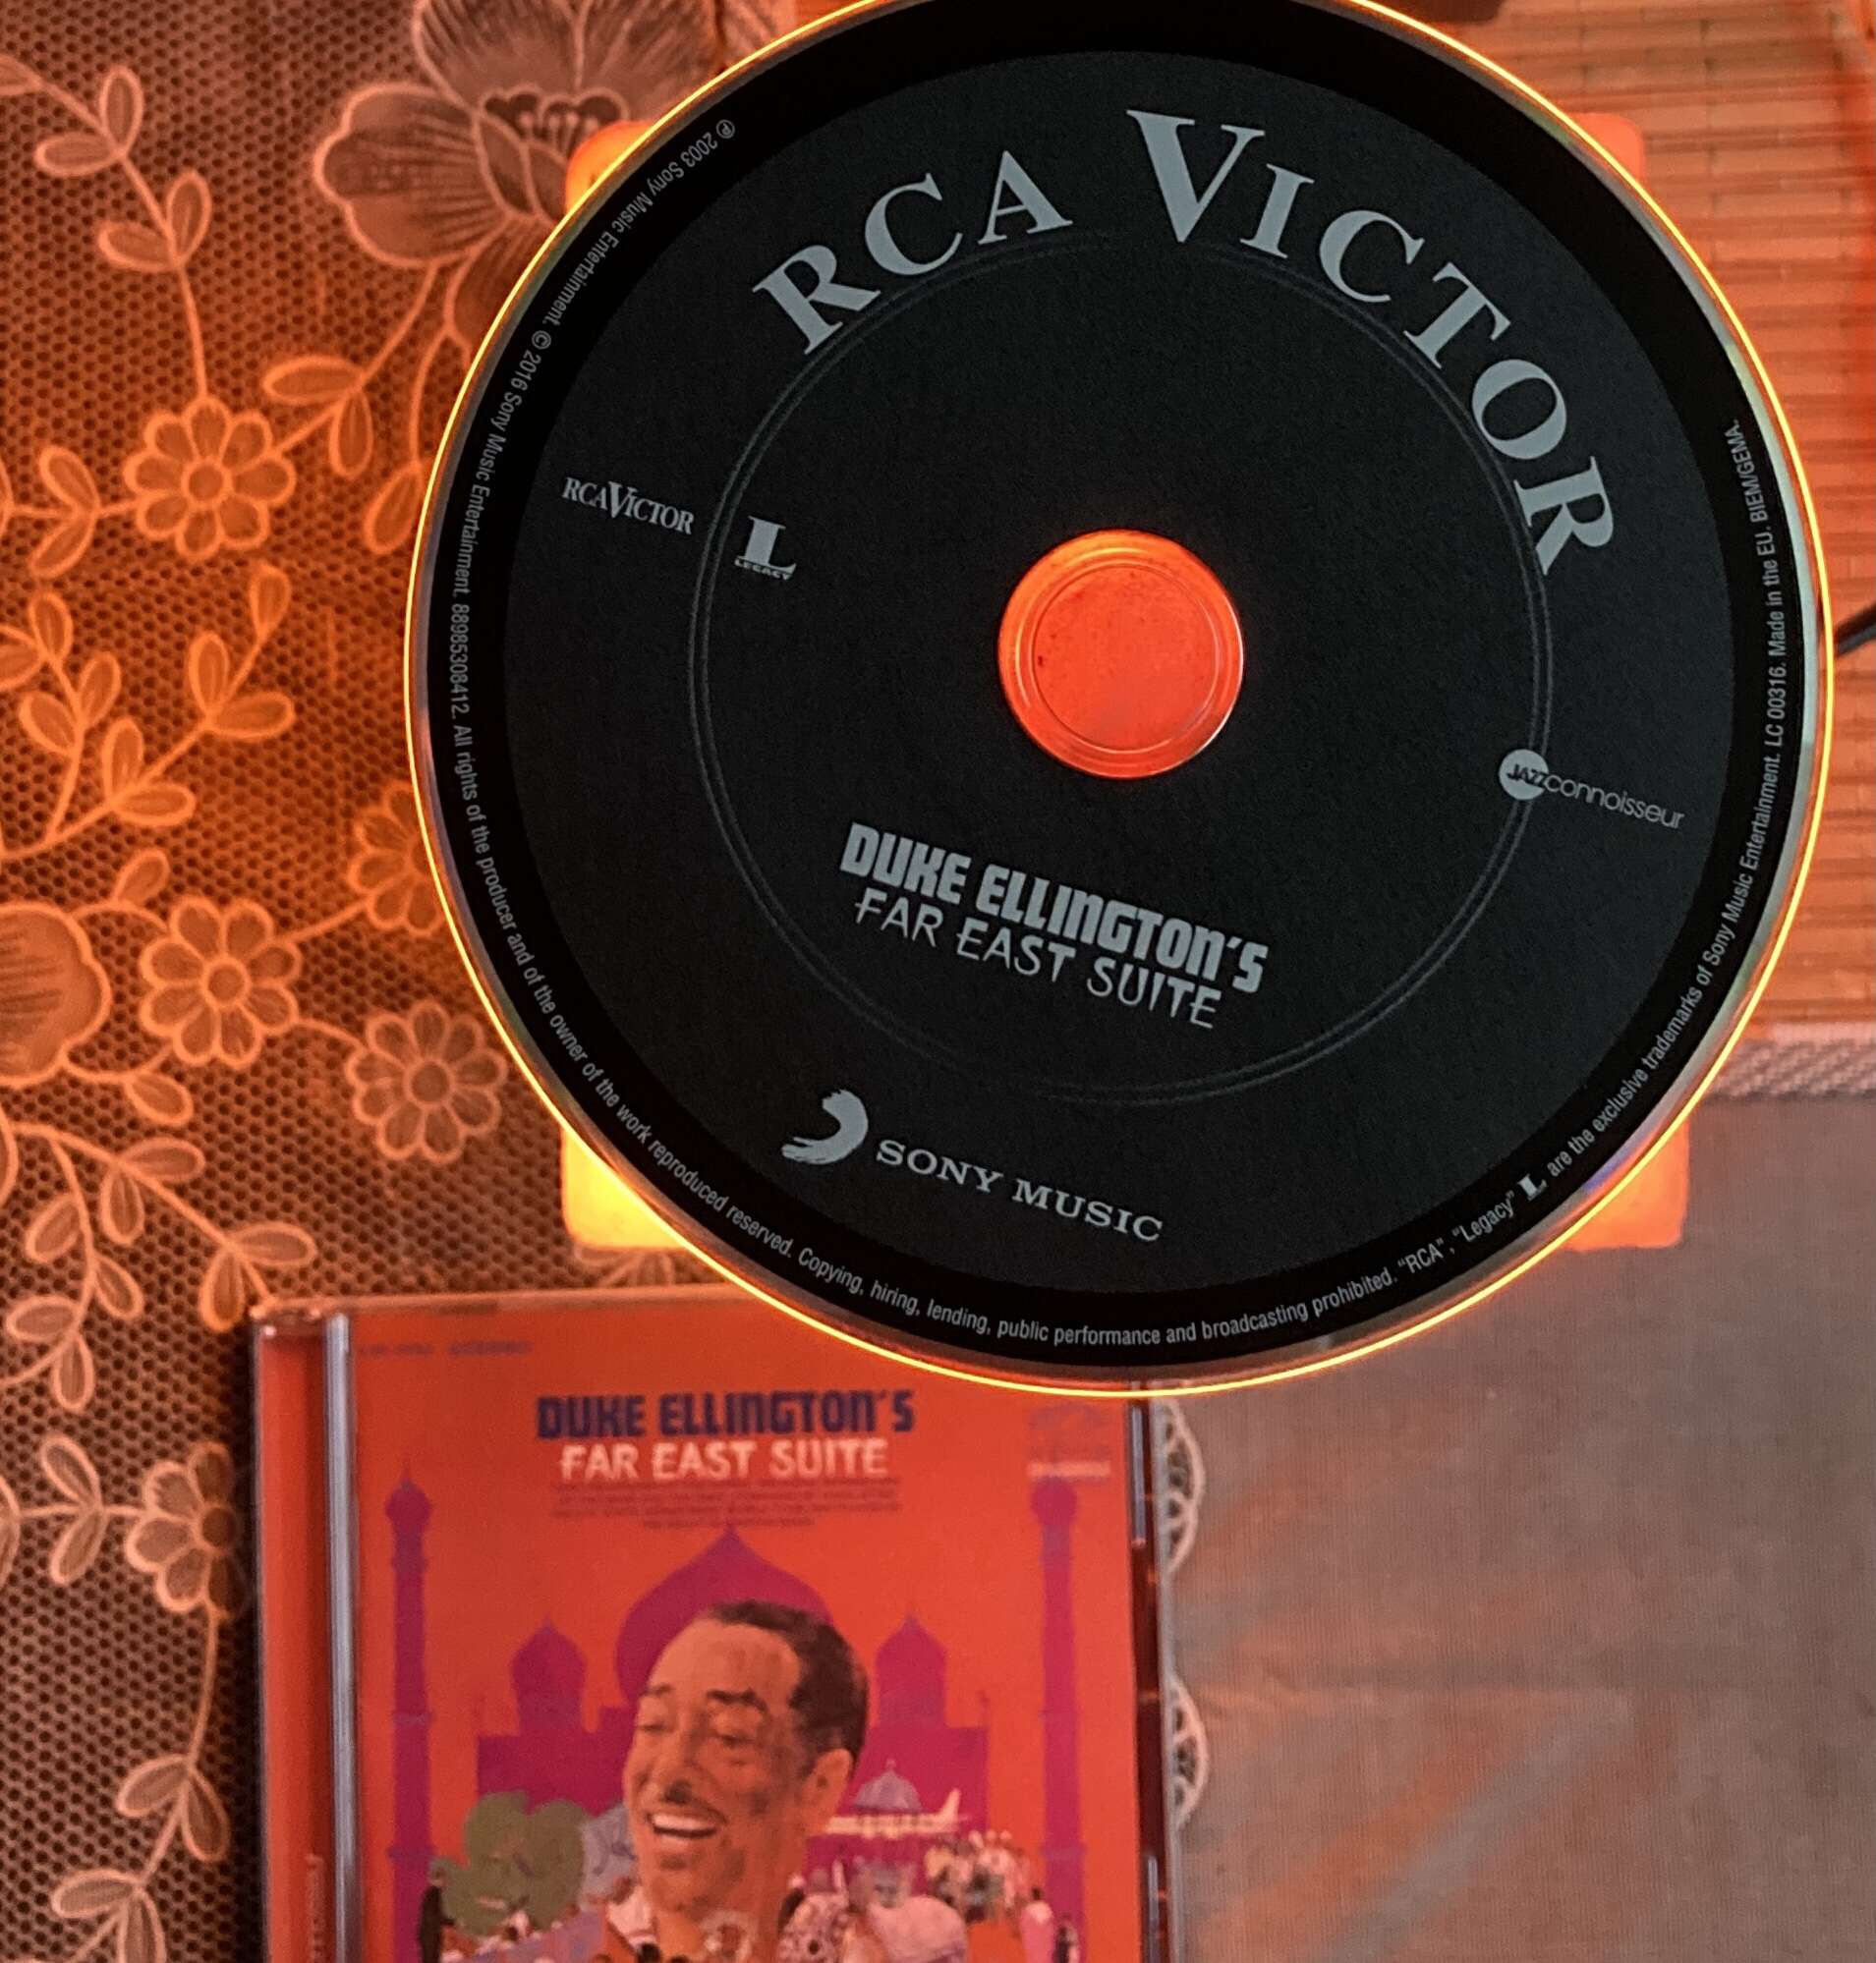 RCA VICTOR
RCAVICTOR
L
LEGACY
JAZZconnoisseur
DUKE ELLINGTON'S
FAR EAST SUITE
SONY MUSIC
℗ 2003 Sony Music Entertainment. © 2016 Sony Music Entertainment. 88985308412. All rights of the producer and of the owner of the work reproduced reserved. Copying, hiring, lending, public performance and broadcasting prohibited. “RCA”, “Legacy” L are the exclusive trademarks of Sony Music Entertainment. LC 00316. Made in the EU. BIEM/GEMA.
DUKE ELLINGTON'S
FAR EAST SUITE